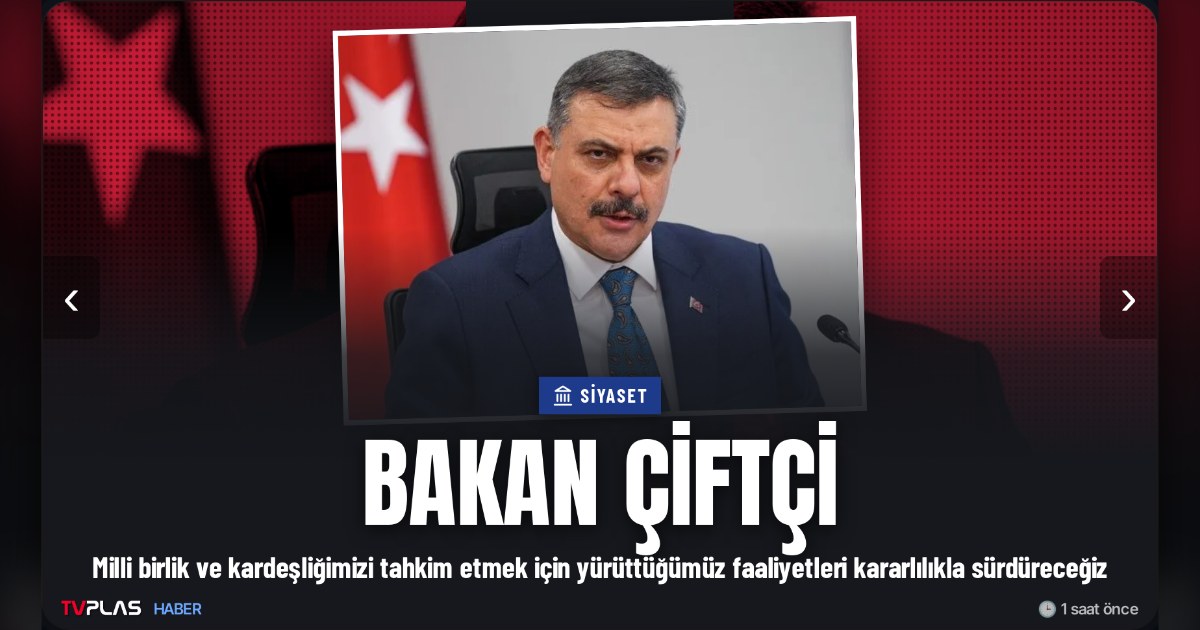 SİYASET
BAKAN ÇİFTÇİ
Milli birlik ve kardeşliğimizi tahkim etmek için yürüttüğümüz faaliyetleri kararlılıkla sürdüreceğiz
TVPLAS HABER
1 saat önce